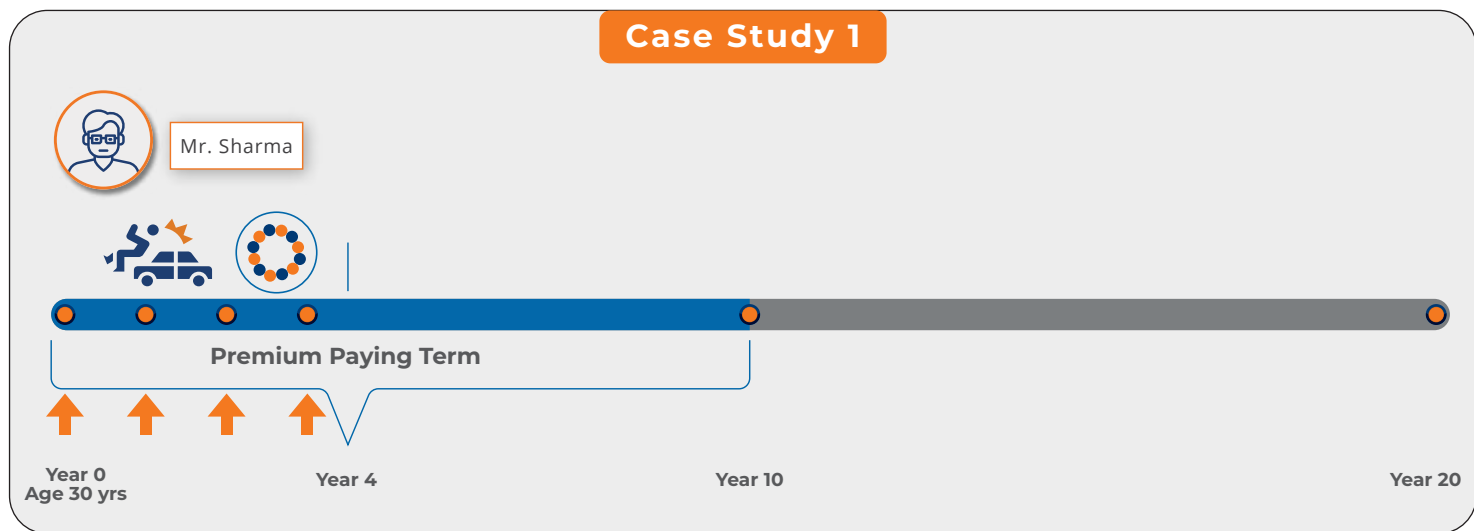 Case Study 1
Mr. Sharma
Premium Paying Term
Year 0
Age 30 yrs
Year 4
Year 10
Year 20